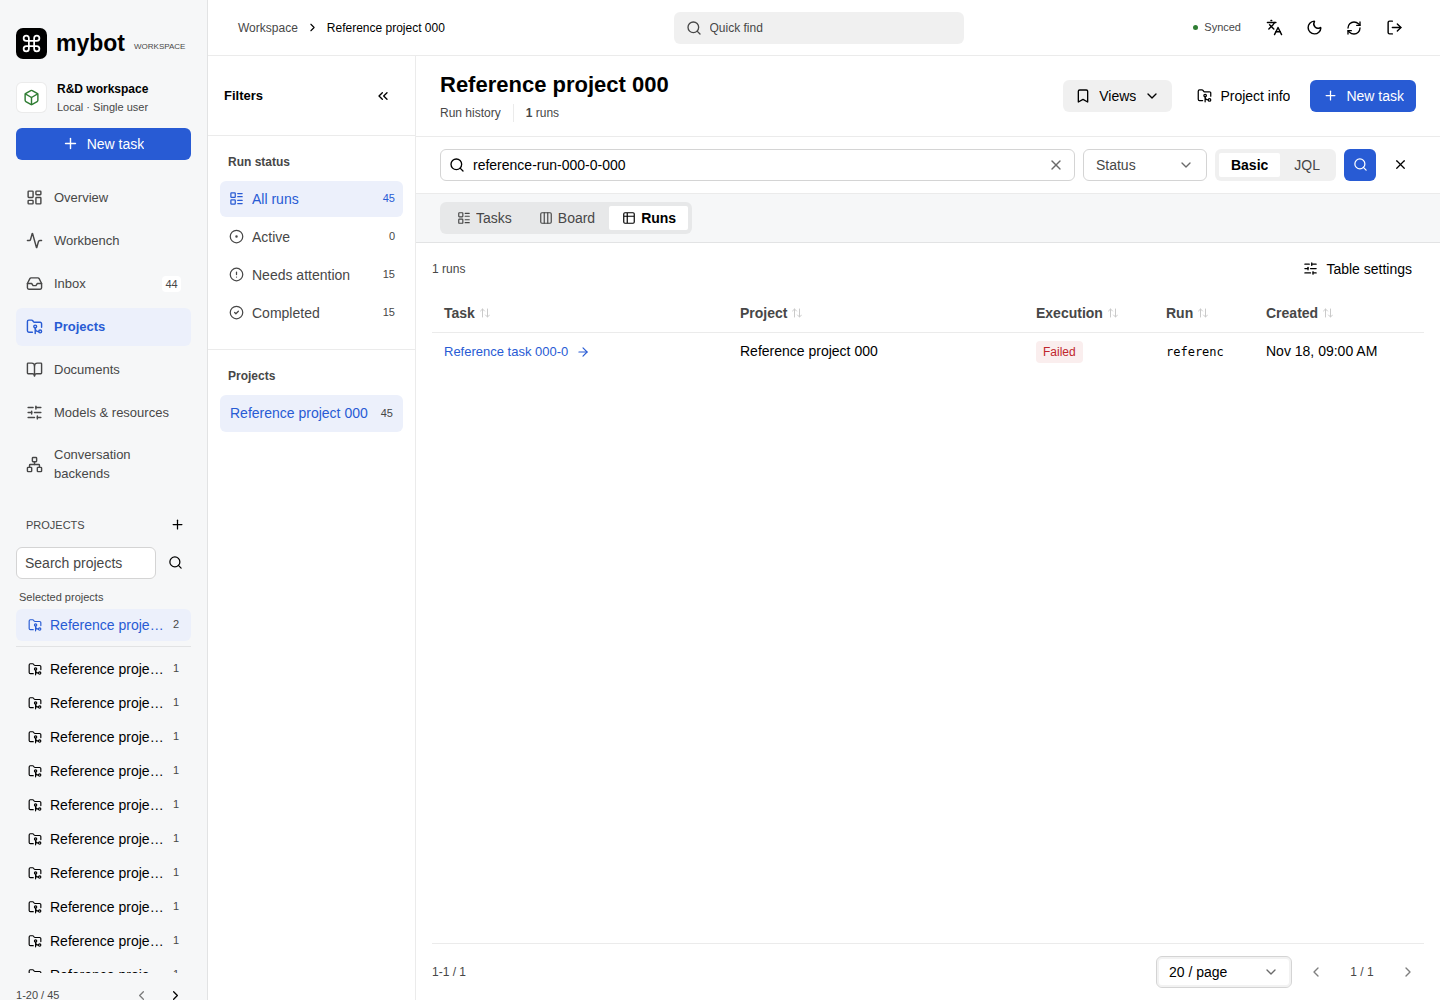 mybot WORKSPACE
R&D workspace
Local · Single user
New task
Overview
Workbench
Inbox 44
Projects
Documents
Models & resources
Conversation
backends
PROJECTS
Search projects
Selected projects
Reference proje… 2
Reference proje… 1
Reference proje… 1
Reference proje… 1
Reference proje… 1
Reference proje… 1
Reference proje… 1
Reference proje… 1
Reference proje… 1
Reference proje… 1
Reference proje… 1
1-20 / 45
Workspace Reference project 000
Quick find
Synced
Filters
Run status
All runs 45
Active 0
Needs attention 15
Completed 15
Projects
Reference project 000 45
Reference project 000
Run history 1 runs
Views Project info New task
reference-run-000-0-000
Status
Basic JQL
Tasks Board Runs
1 runs
Table settings
Task Project Execution Run Created
Reference task 000-0 Reference project 000 Failed referenc Nov 18, 09:00 AM
1-1 / 1
20 / page
1 / 1